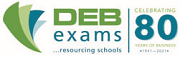 DEB
exams
...resourcing schools
CELEBRATING
80
YEARS OF BUSINESS